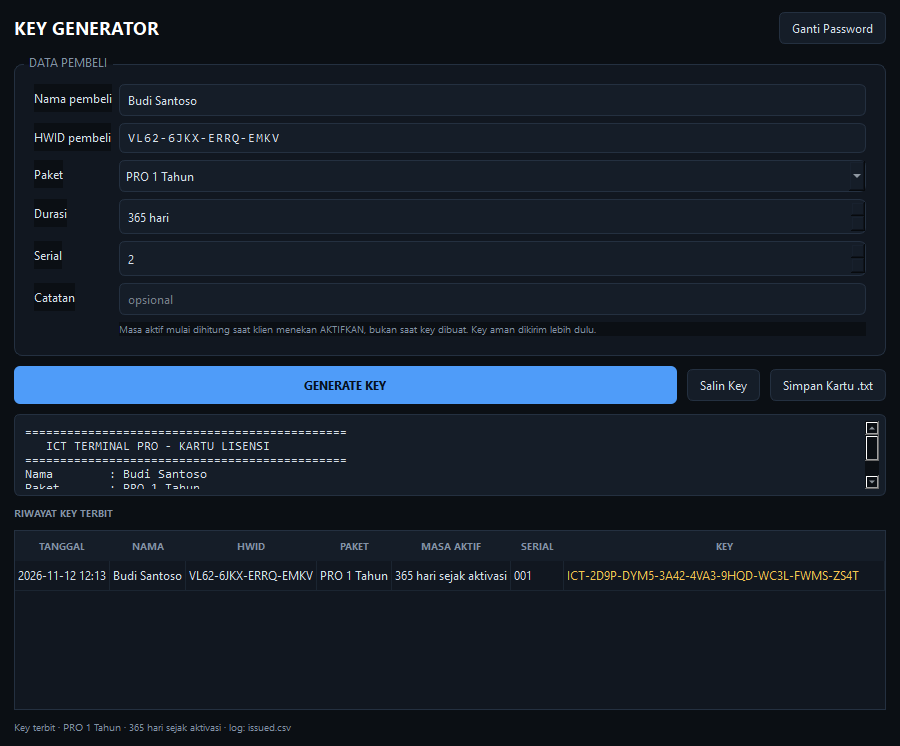 KEY GENERATOR
Ganti Password
DATA PEMBELI
Nama pembeli Budi Santoso
HWID pembeli VL62-6JKX-ERRQ-EMKV
Paket PRO 1 Tahun
Durasi 365 hari
Serial 2
Catatan opsional
Masa aktif mulai dihitung saat klien menekan AKTIFKAN, bukan saat key dibuat. Key aman dikirim lebih dulu.
GENERATE KEY Salin Key Simpan Kartu .txt
==============================================
ICT TERMINAL PRO - KARTU LISENSI
==============================================
Nama : Budi Santoso
Paket : PRO 1 Tahun
RIWAYAT KEY TERBIT
TANGGAL NAMA HWID PAKET MASA AKTIF SERIAL KEY
2026-11-12 12:13 Budi Santoso VL62-6JKX-ERRQ-EMKV PRO 1 Tahun 365 hari sejak aktivasi 001 ICT-2D9P-DYM5-3A42-4VA3-9HQD-WC3L-FWMS-ZS4T
Key terbit · PRO 1 Tahun · 365 hari sejak aktivasi · log: issued.csv